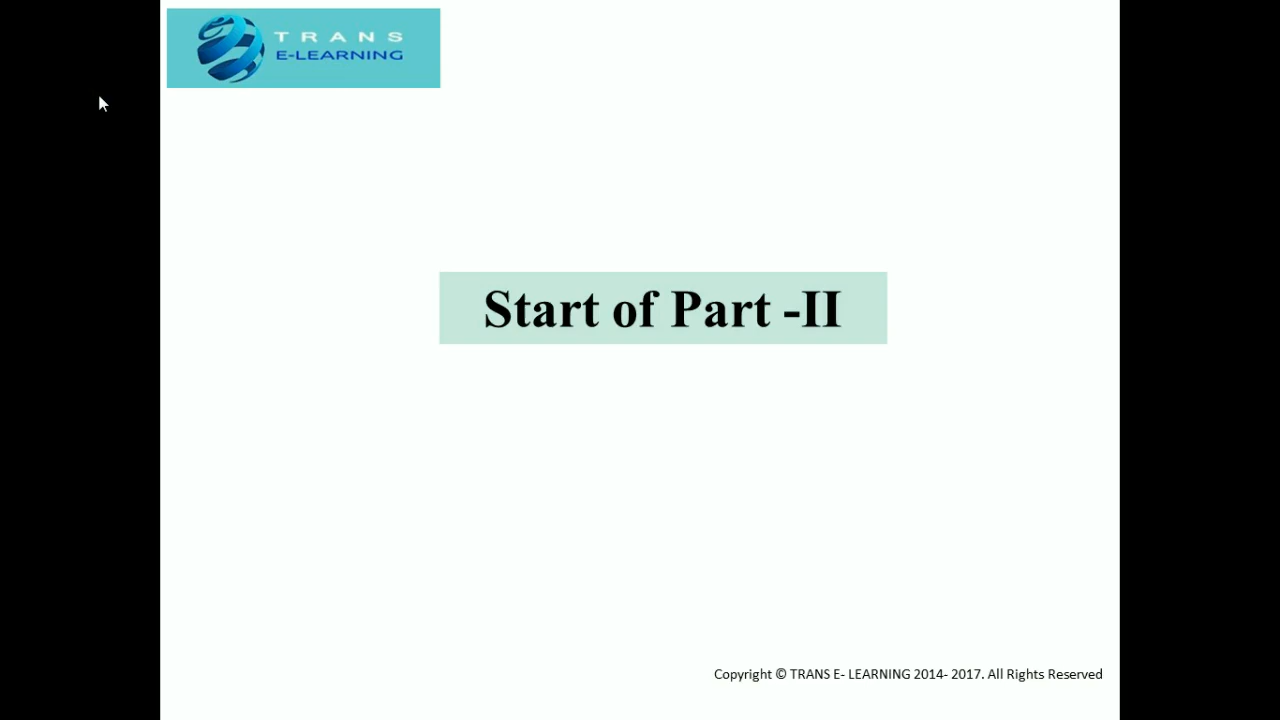 TRANS
E-LEARNING
Start of Part -II
Copyright © TRANS E- LEARNING 2014- 2017. All Rights Reserved